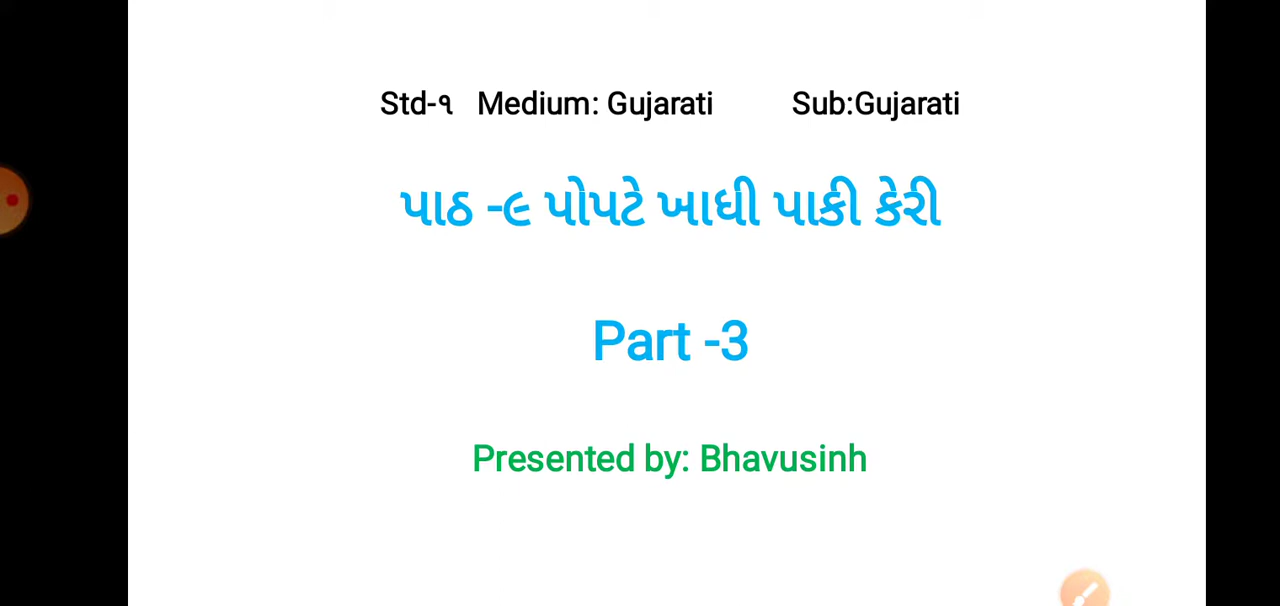 Std-૧ Medium: Gujarati Sub:Gujarati
પાઠ -૯ પોપટે ખાધી પાકી કેરી
Part -3
Presented by: Bhavusinh